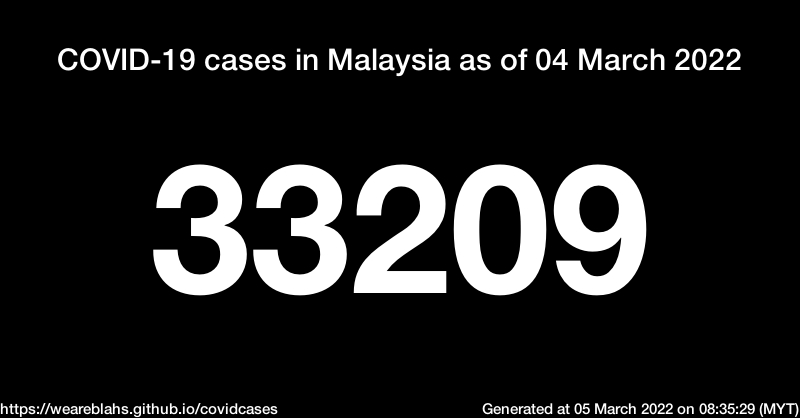 COVID-19 cases in Malaysia as of 04 March 2022
33209
https://weareblahs.github.io/covidcases
Generated at 05 March 2022 on 08:35:29 (MYT)